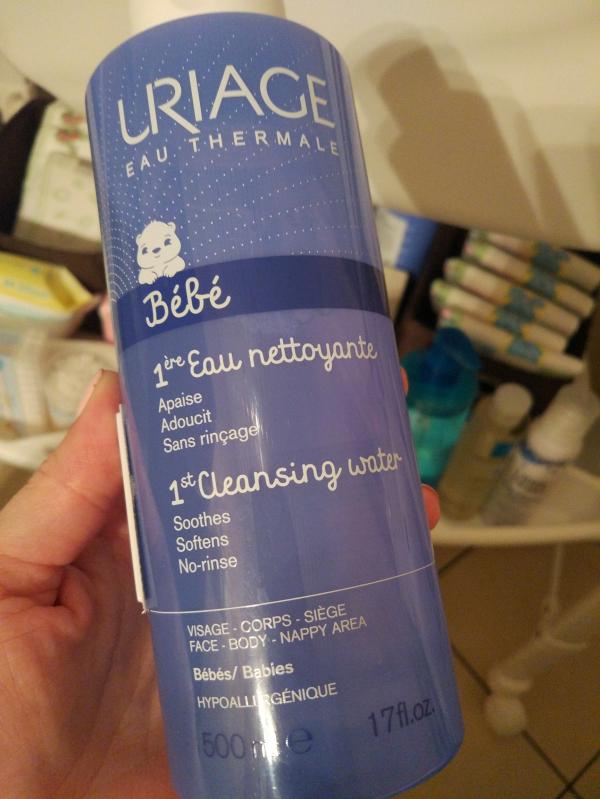 URIAGE
EAU THERMALE
Bébé
1ère Eau nettoyante
Apaise
Adoucit
Sans rinçage
1st Cleansing water
Soothes
Softens
No-rinse
VISAGE - CORPS - SIÈGE
FACE - BODY - NAPPY AREA
Bébés/ Babies
HYPOALLERGÉNIQUE
500 ml e 17fl.oz.